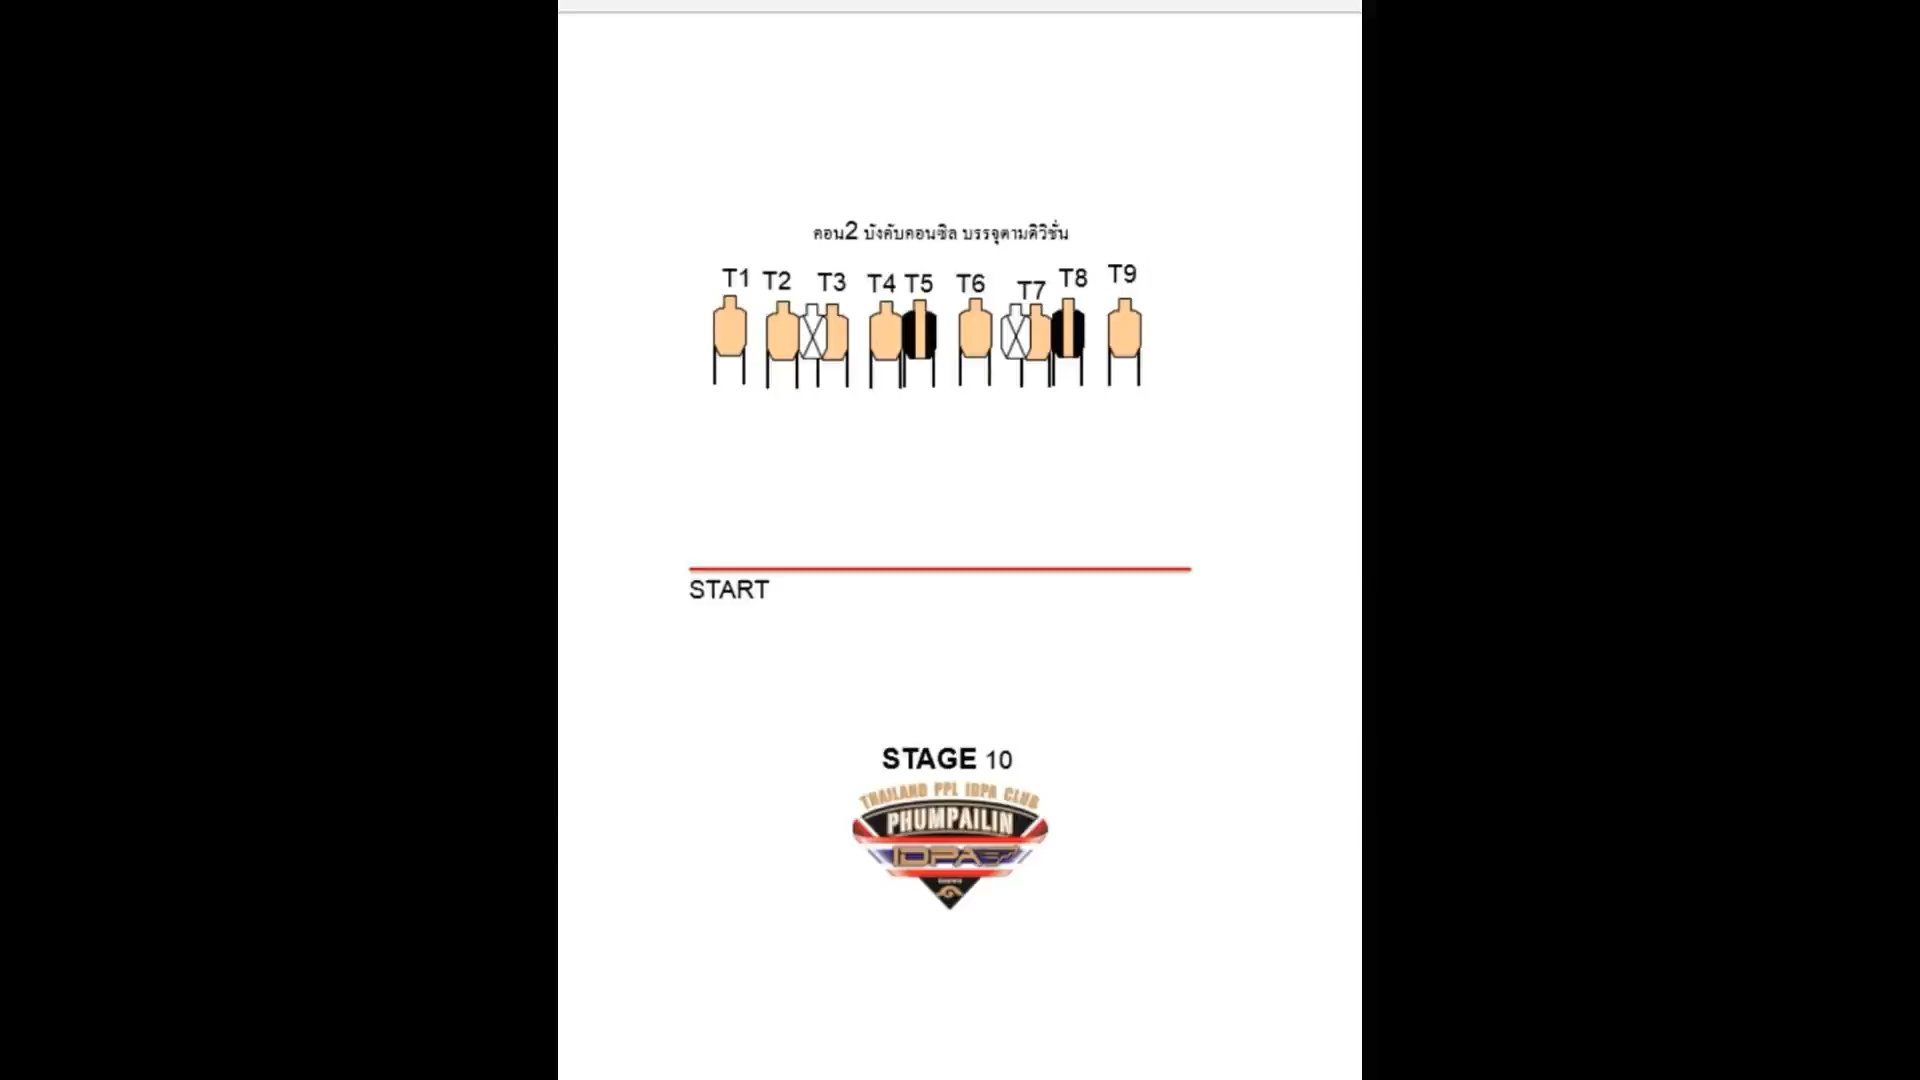 คอน2 บังคับคอนซิล บรรจุตามดิวิชั่น
T1 T2 T3 T4 T5 T6 T7 T8 T9
START
STAGE 10
THAILAND PPL IDPA CLUB
PHUMPAILIN
IDPA